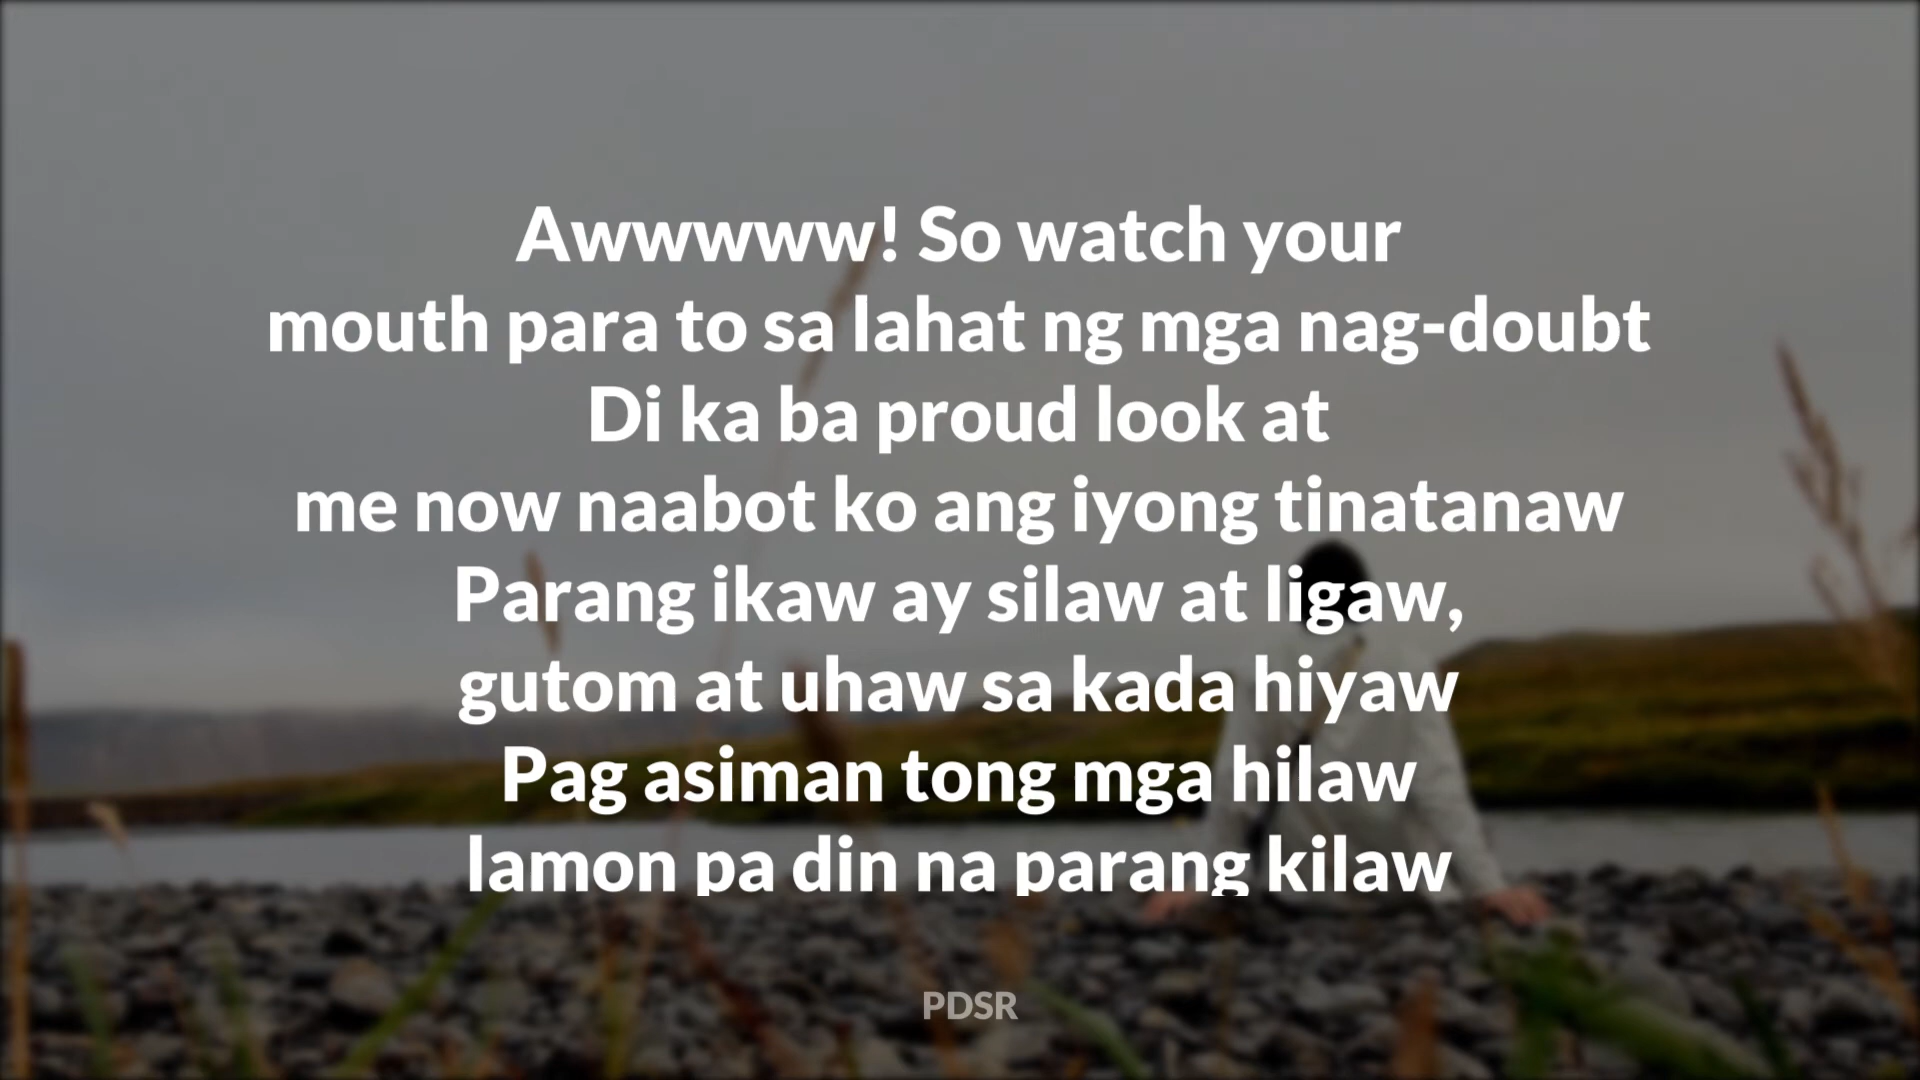 Awwwww! So watch your
mouth para to sa lahat ng mga nag-doubt
Di ka ba proud look at
me now naabot ko ang iyong tinatanaw
Parang ikaw ay silaw at ligaw,
gutom at uhaw sa kada hiyaw
Pag asiman tong mga hilaw
lamon pa din na parang kilaw
PDSR